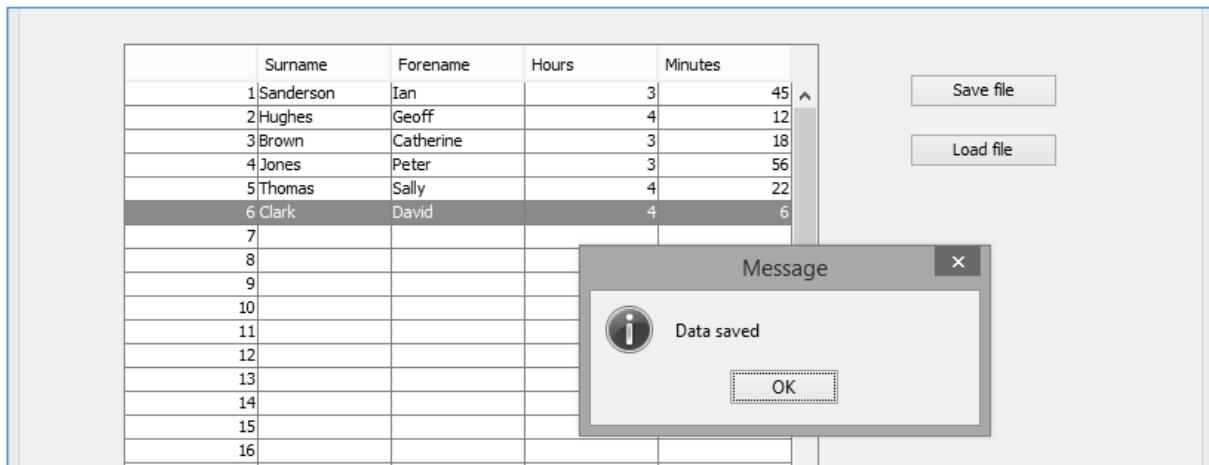 Surname Forename Hours Minutes
1 Sanderson Ian 3 45
2 Hughes Geoff 4 12
3 Brown Catherine 3 18
4 Jones Peter 3 56
5 Thomas Sally 4 22
6 Clark David 4 6
7
8
9
10
11
12
13
14
15
16
Save file
Load file
Message
Data saved
OK